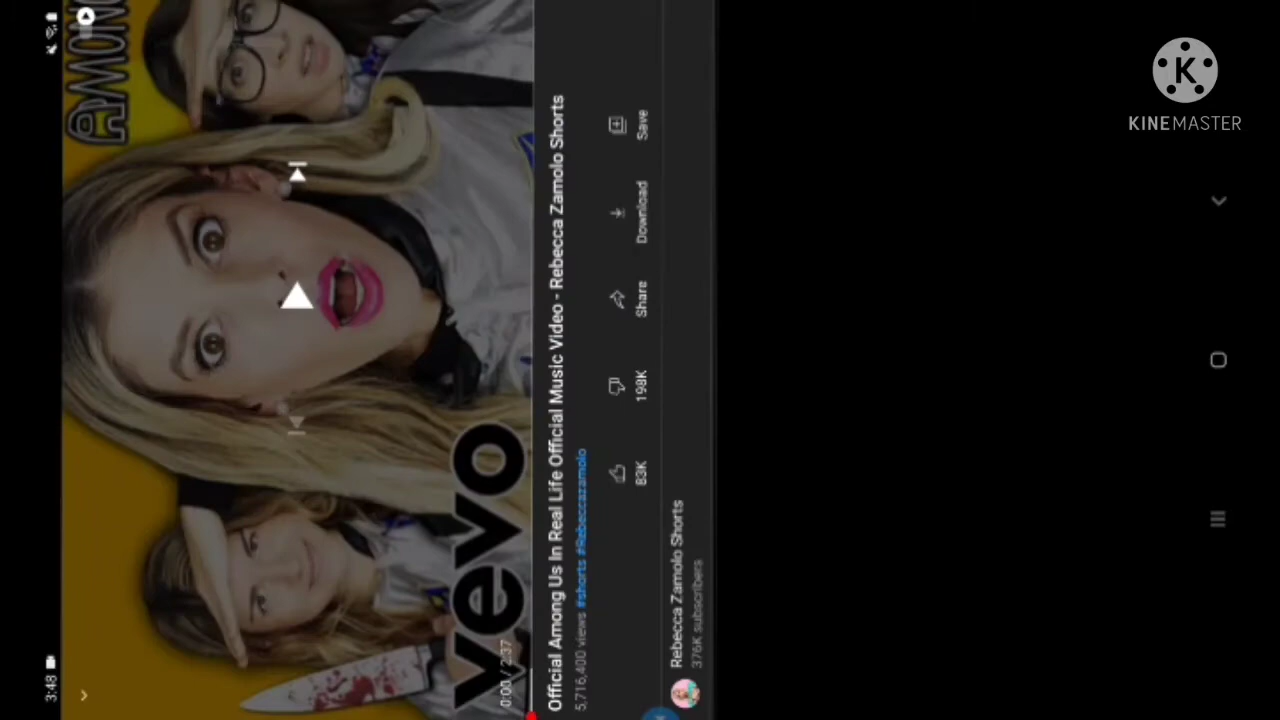 3:48
AMONG
vevo
0:00 / 2:37
Official Among Us In Real Life Official Music Video - Rebecca Zamolo Shorts
5,716,400 views #shorts #Rebeccazamolo
83K 198K Share Download Save
Rebecca Zamolo Shorts
376K subscribers
K
KINEMASTER